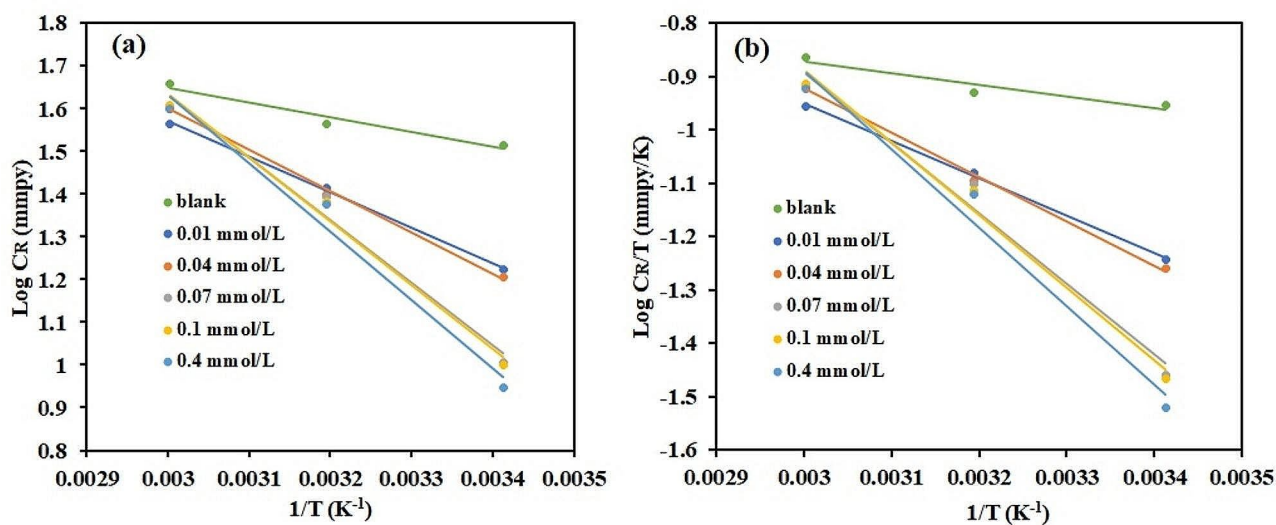 (a)
Log CR (mmpy)
1.8
1.7
1.6
1.5
1.4
1.3
1.2
1.1
1
0.9
0.8
blank
0.01 mmol/L
0.04 mmol/L
0.07 mmol/L
0.1 mmol/L
0.4 mmol/L
0.0029 0.003 0.0031 0.0032 0.0033 0.0034 0.0035
1/T (K-1)
(b)
Log CR/T (mmpy/K)
-0.8
-0.9
-1
-1.1
-1.2
-1.3
-1.4
-1.5
-1.6
blank
0.01 mmol/L
0.04 mmol/L
0.07 mmol/L
0.1 mmol/L
0.4 mmol/L
0.0029 0.003 0.0031 0.0032 0.0033 0.0034 0.0035
1/T (K-1)